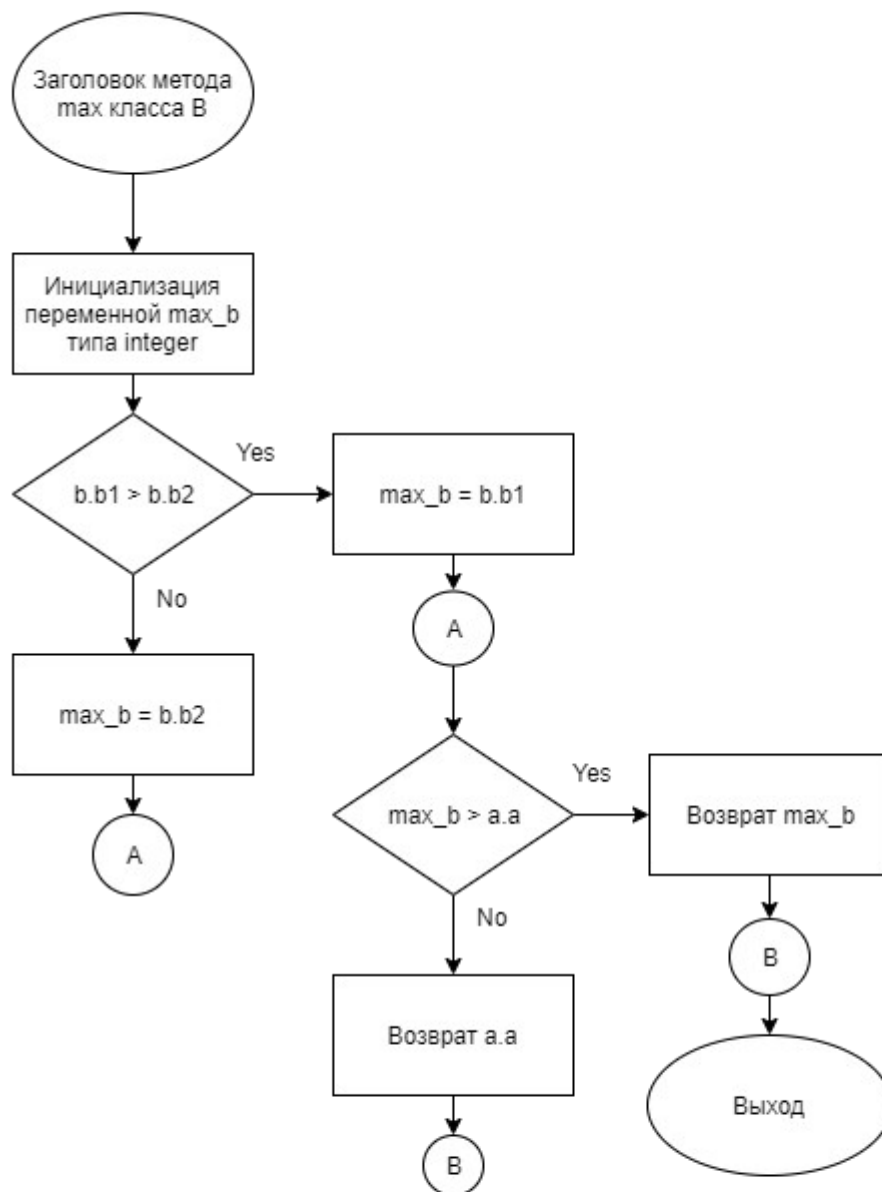 Заголовок метода
max класса B
Инициализация
переменной max_b
типа integer
b.b1 > b.b2
Yes
max_b = b.b1
No
A
max_b = b.b2
A
max_b > a.a
Yes
Возврат max_b
No
B
Возврат a.a
Выход
B